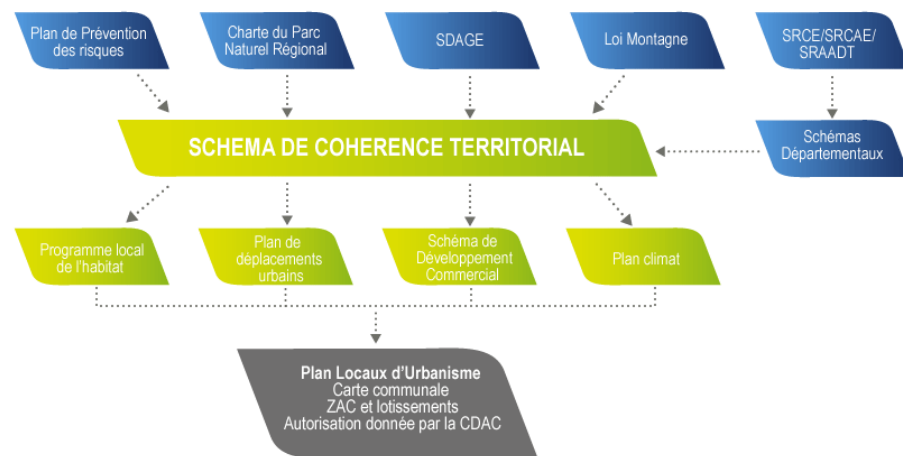 Plan de Prévention
des risques
Charte du Parc
Naturel Régional
SDAGE
Loi Montagne
SRCE/SRCAE/
SRAADT
SCHEMA DE COHERENCE TERRITORIAL
Schémas
Départementaux
Programme local
de l'habitat
Plan de
déplacements
urbains
Schéma de
Développement
Commercial
Plan climat
Plan Locaux d'Urbanisme
Carte communale
ZAC et lotissements
Autorisation donnée par la CDAC